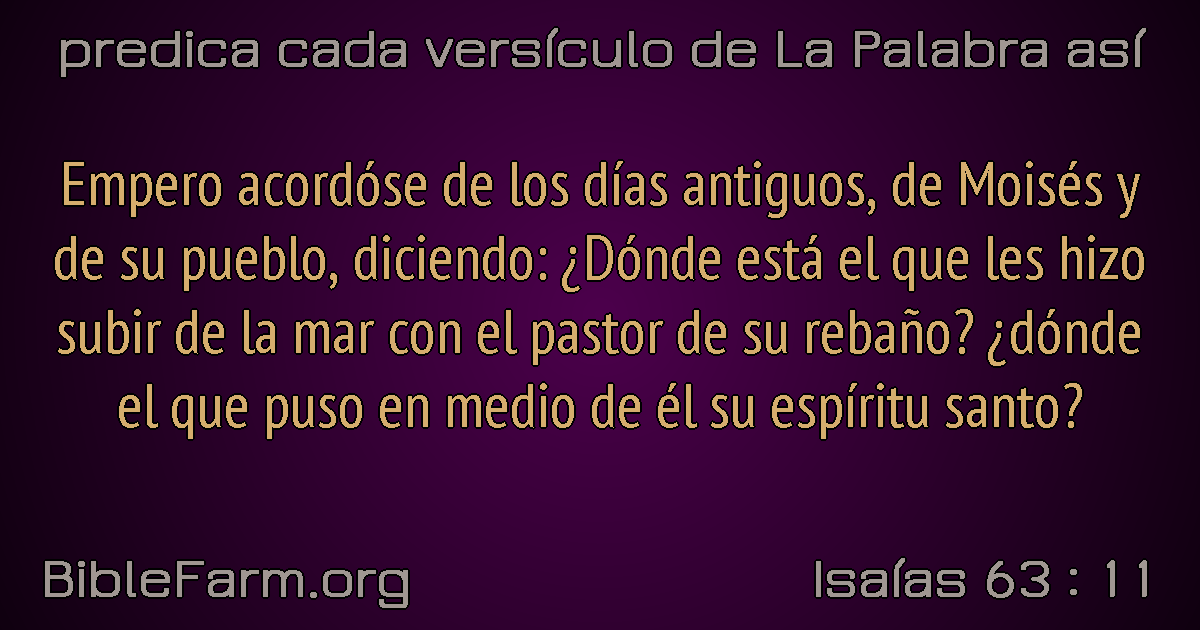 predica cada versículo de La Palabra así
Empero acordóse de los días antiguos, de Moisés y
de su pueblo, diciendo: ¿Dónde está el que les hizo
subir de la mar con el pastor de su rebaño? ¿dónde
el que puso en medio de él su espíritu santo?
BibleFarm.org
Isaías 63 : 11